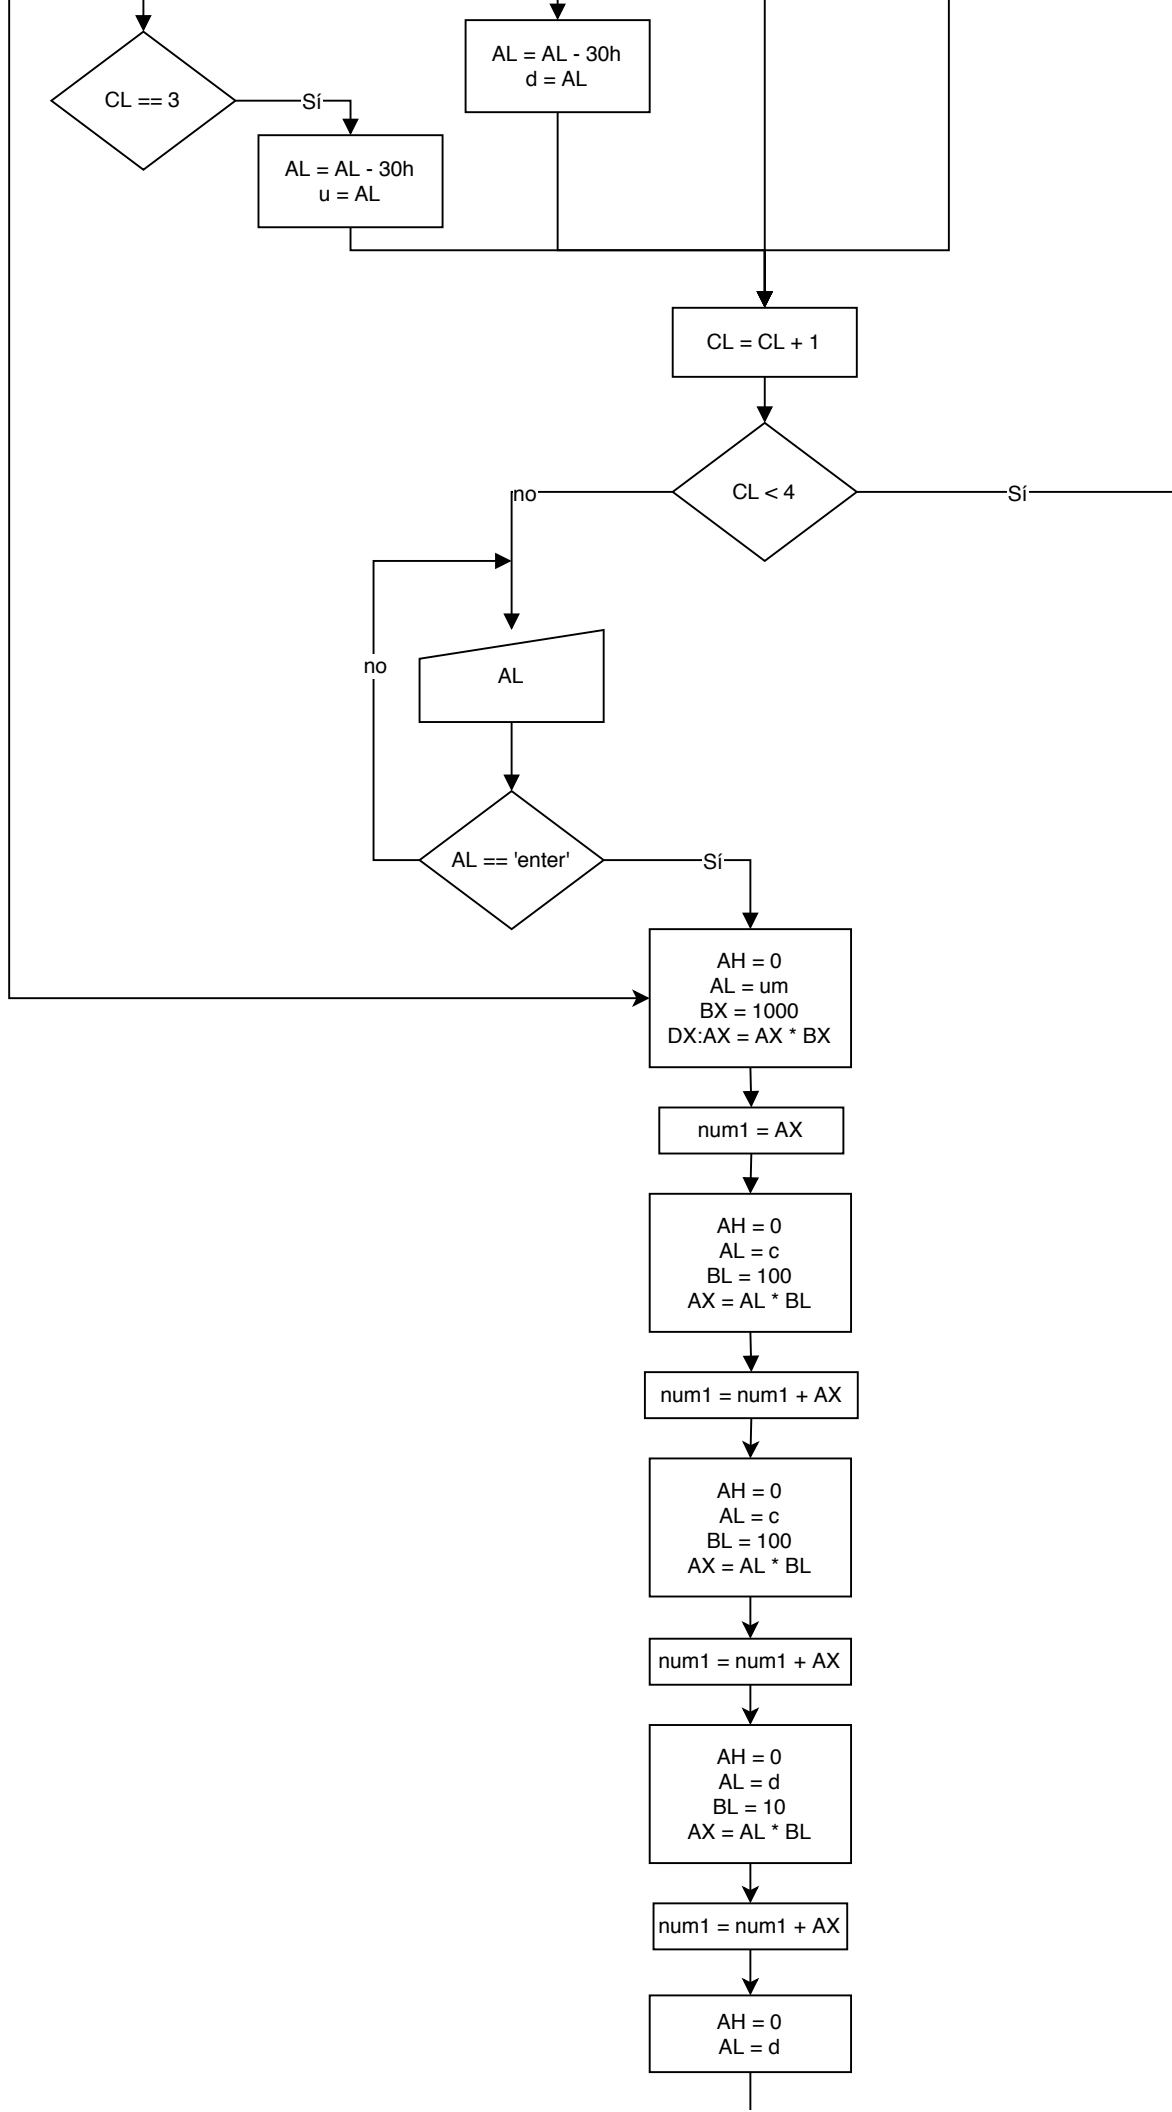 AL = AL - 30h
d = AL
CL == 3
Sí
AL = AL - 30h
u = AL
CL = CL + 1
CL < 4
no
Sí
no
AL
AL == 'enter'
Sí
AH = 0
AL = um
BX = 1000
DX:AX = AX * BX
num1 = AX
AH = 0
AL = c
BL = 100
AX = AL * BL
num1 = num1 + AX
AH = 0
AL = c
BL = 100
AX = AL * BL
num1 = num1 + AX
AH = 0
AL = d
BL = 10
AX = AL * BL
num1 = num1 + AX
AH = 0
AL = d